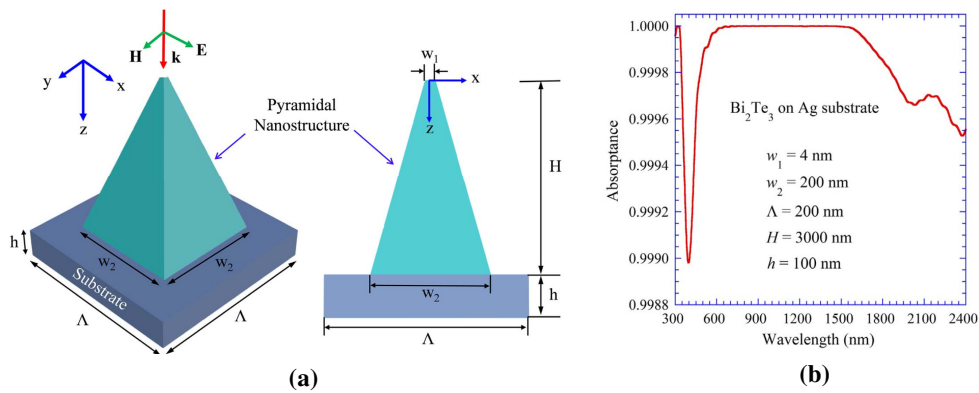 H
E
k
y
x
z
Pyramidal
Nanostructure
h
w₂
w₂
Substrate
Λ
Λ
w₁
x
z
H
h
w₂
Λ
(a)
Absorptance
1.0000
0.9998
0.9996
0.9994
0.9992
0.9990
0.9988
Bi₂Te₃ on Ag substrate
w₁ = 4 nm
w₂ = 200 nm
Λ = 200 nm
H = 3000 nm
h = 100 nm
300 600 900 1200 1500 1800 2100 2400
Wavelength (nm)
(b)